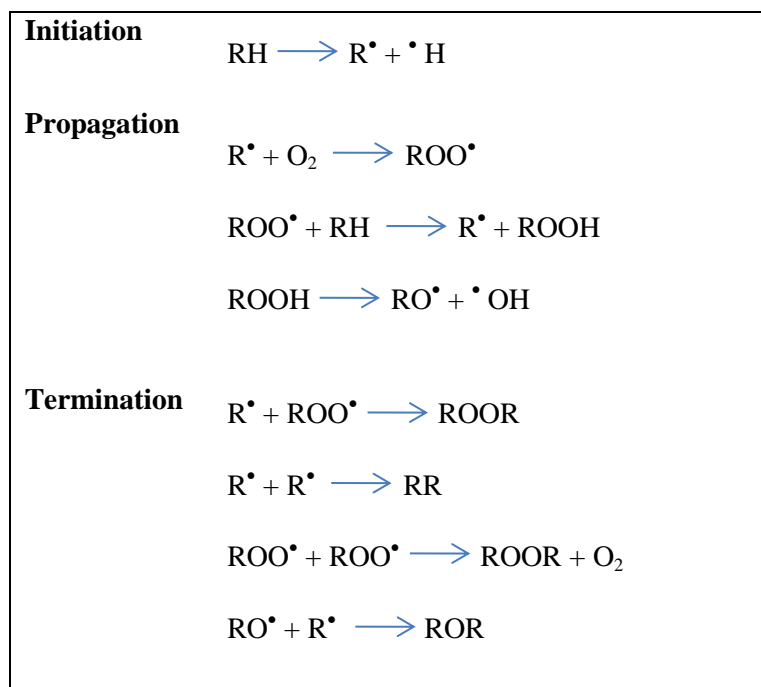 Initiation
RH ⟶ R• + • H
Propagation
R• + O₂ ⟶ ROO•
ROO• + RH ⟶ R• + ROOH
ROOH ⟶ RO• + • OH
Termination
R• + ROO• ⟶ ROOR
R• + R• ⟶ RR
ROO• + ROO• ⟶ ROOR + O₂
RO• + R• ⟶ ROR